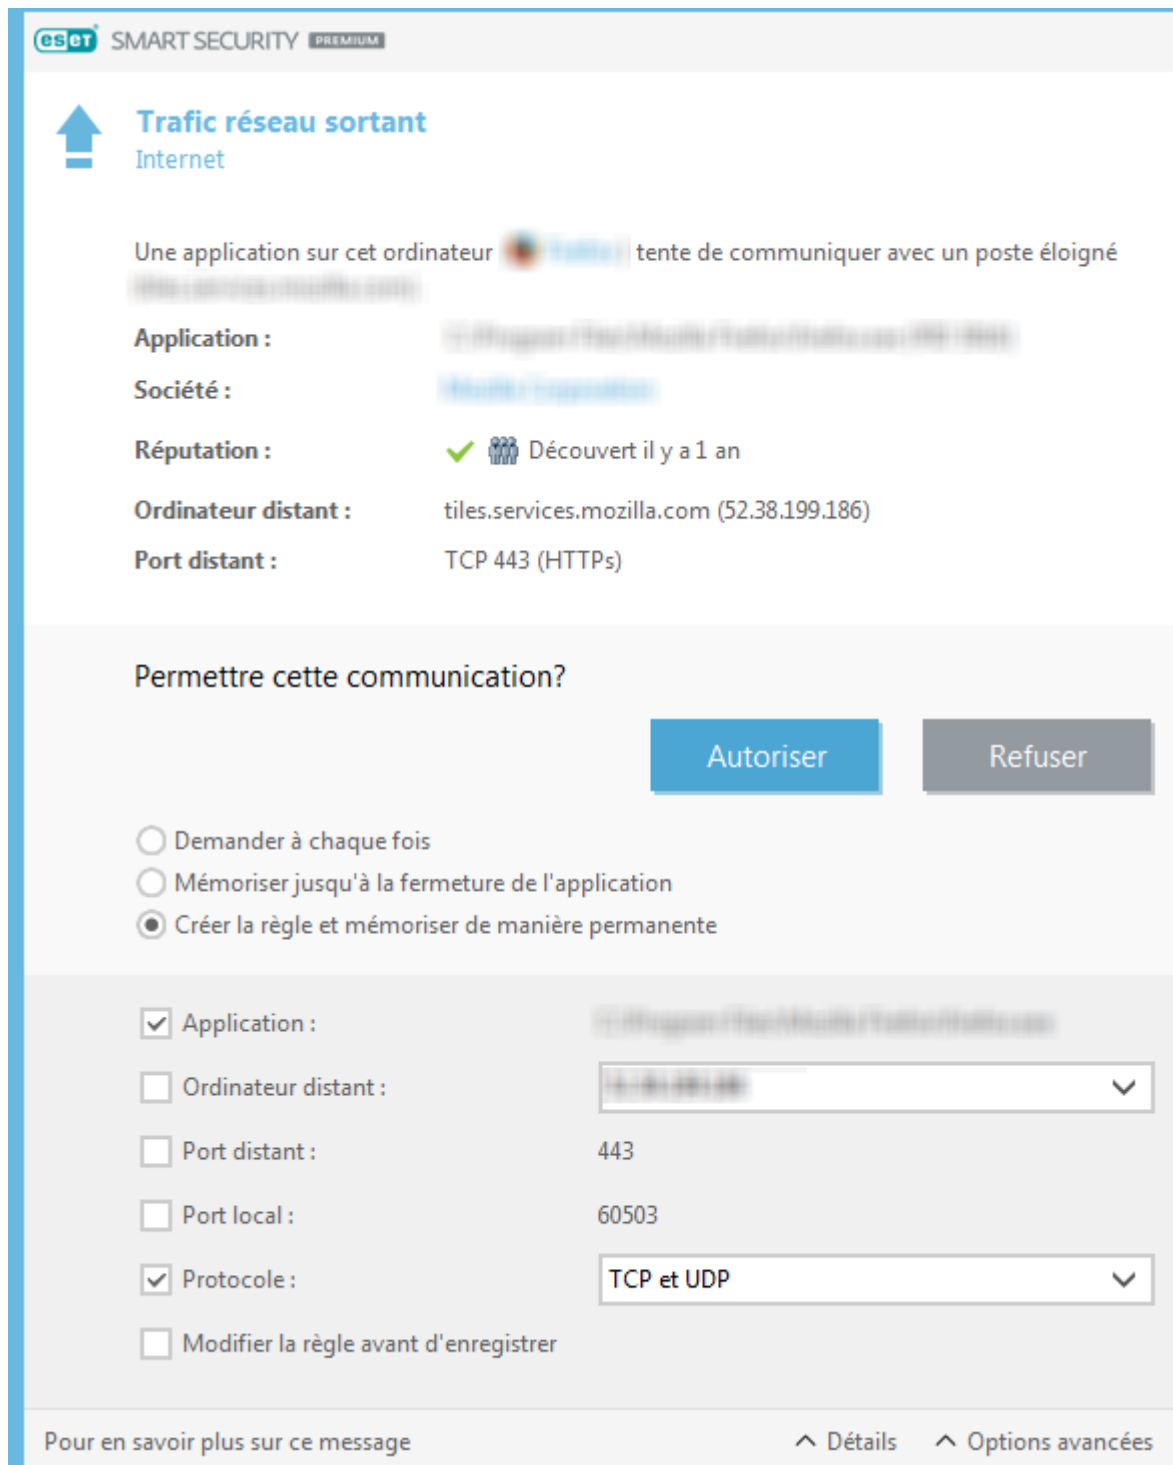 eset SMART SECURITY PREMIUM
Trafic réseau sortant
Internet
Une application sur cet ordinateur tente de communiquer avec un poste éloigné
Application :
Société :
Réputation : Découvert il y a 1 an
Ordinateur distant : tiles.services.mozilla.com (52.38.199.186)
Port distant : TCP 443 (HTTPs)
Permettre cette communication?
Autoriser Refuser
Demander à chaque fois
Mémoriser jusqu'à la fermeture de l'application
Créer la règle et mémoriser de manière permanente
Application :
Ordinateur distant :
Port distant : 443
Port local : 60503
Protocole : TCP et UDP
Modifier la règle avant d'enregistrer
Pour en savoir plus sur ce message Détails Options avancées